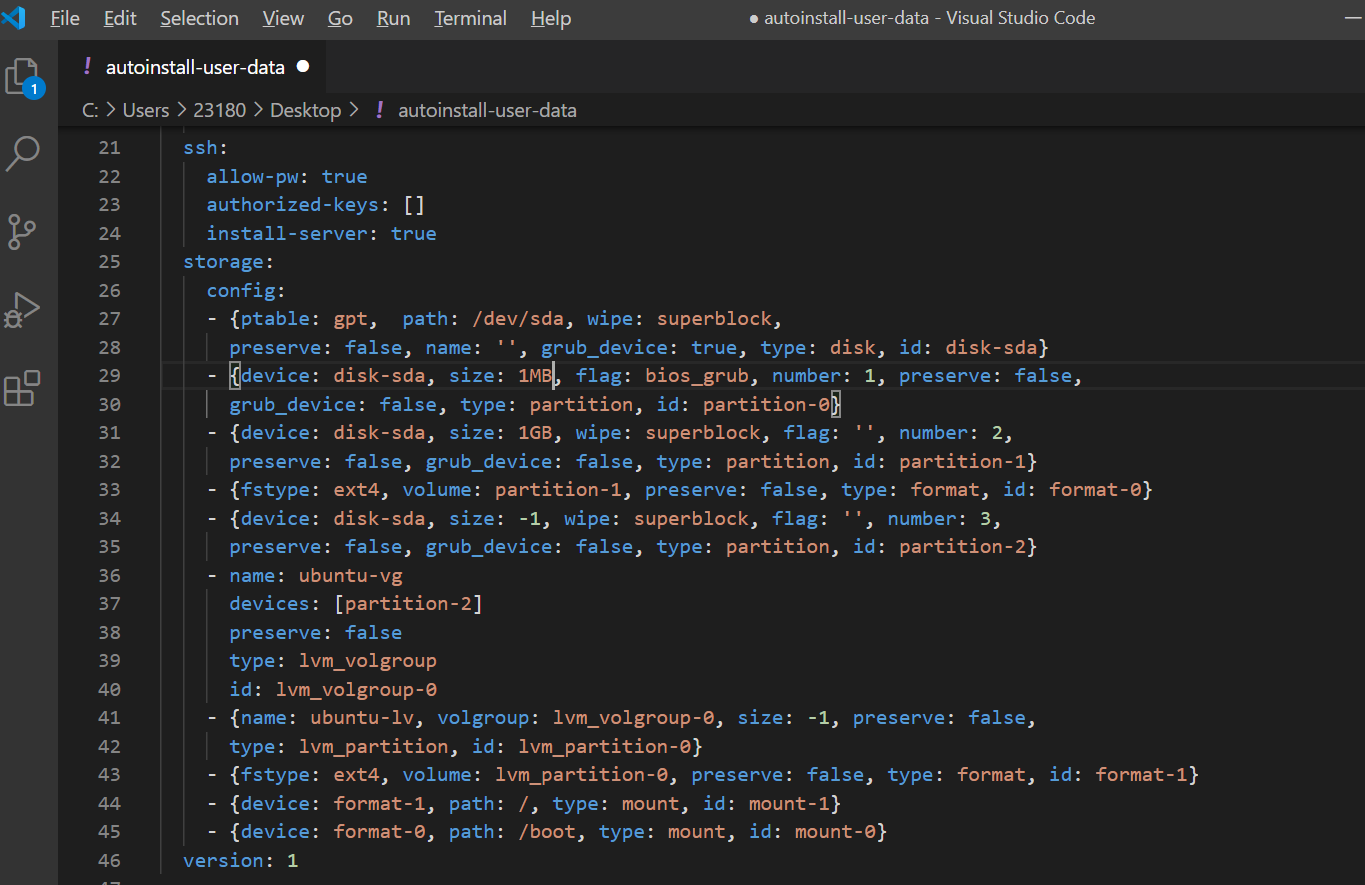 File Edit Selection View Go Run Terminal Help ● autoinstall-user-data - Visual Studio Code
! autoinstall-user-data ●
1
C: > Users > 23180 > Desktop > ! autoinstall-user-data
21 ssh:
22 allow-pw: true
23 authorized-keys: []
24 install-server: true
25 storage:
26 config:
27 - {ptable: gpt,  path: /dev/sda, wipe: superblock,
28 preserve: false, name: '', grub_device: true, type: disk, id: disk-sda}
29 - {device: disk-sda, size: 1MB, flag: bios_grub, number: 1, preserve: false,
30 grub_device: false, type: partition, id: partition-0}
31 - {device: disk-sda, size: 1GB, wipe: superblock, flag: '', number: 2,
32 preserve: false, grub_device: false, type: partition, id: partition-1}
33 - {fstype: ext4, volume: partition-1, preserve: false, type: format, id: format-0}
34 - {device: disk-sda, size: -1, wipe: superblock, flag: '', number: 3,
35 preserve: false, grub_device: false, type: partition, id: partition-2}
36 - name: ubuntu-vg
37 devices: [partition-2]
38 preserve: false
39 type: lvm_volgroup
40 id: lvm_volgroup-0
41 - {name: ubuntu-lv, volgroup: lvm_volgroup-0, size: -1, preserve: false,
42 type: lvm_partition, id: lvm_partition-0}
43 - {fstype: ext4, volume: lvm_partition-0, preserve: false, type: format, id: format-1}
44 - {device: format-1, path: /, type: mount, id: mount-1}
45 - {device: format-0, path: /boot, type: mount, id: mount-0}
46 version: 1